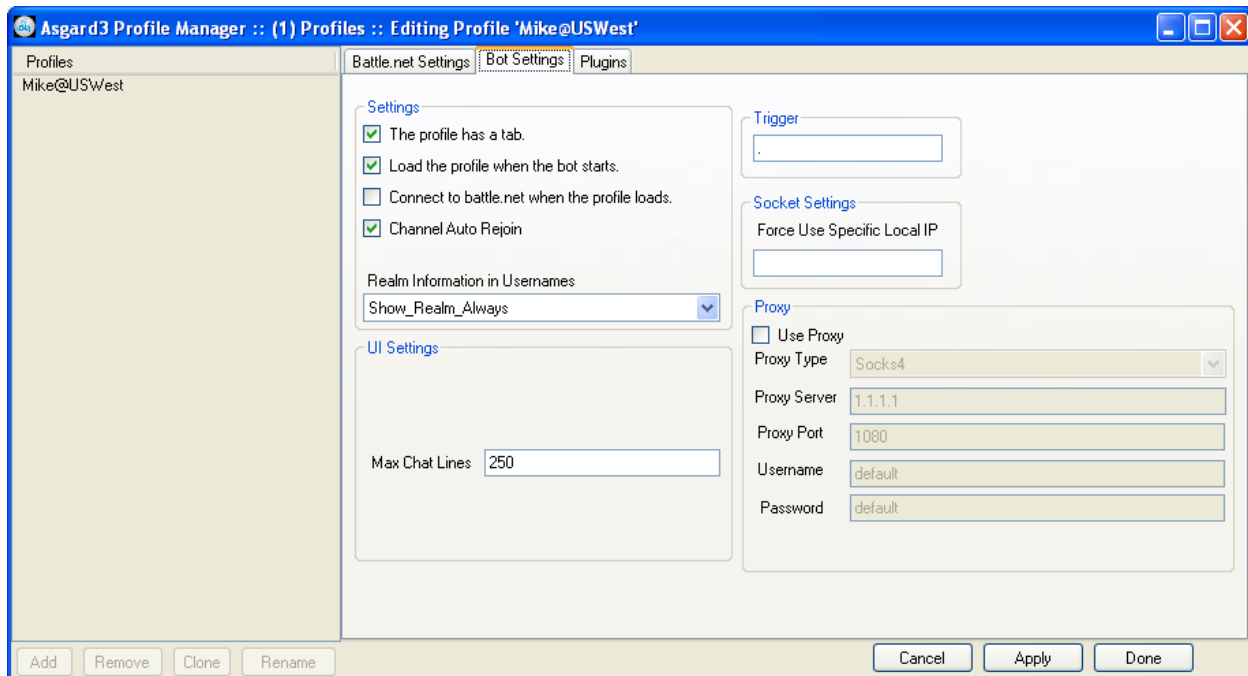 Asgard3 Profile Manager :: (1) Profiles :: Editing Profile 'Mike@USWest'
Profiles
Mike@USWest
Battle.net Settings
Bot Settings
Plugins
Settings
The profile has a tab.
Load the profile when the bot starts.
Connect to battle.net when the profile loads.
Channel Auto Rejoin
Realm Information in Usernames
Show_Realm_Always
UI Settings
Max Chat Lines 250
Trigger
.
Socket Settings
Force Use Specific Local IP
Proxy
Use Proxy
Proxy Type Socks4
Proxy Server 1.1.1.1
Proxy Port 1080
Username default
Password default
Add Remove Clone Rename
Cancel Apply Done